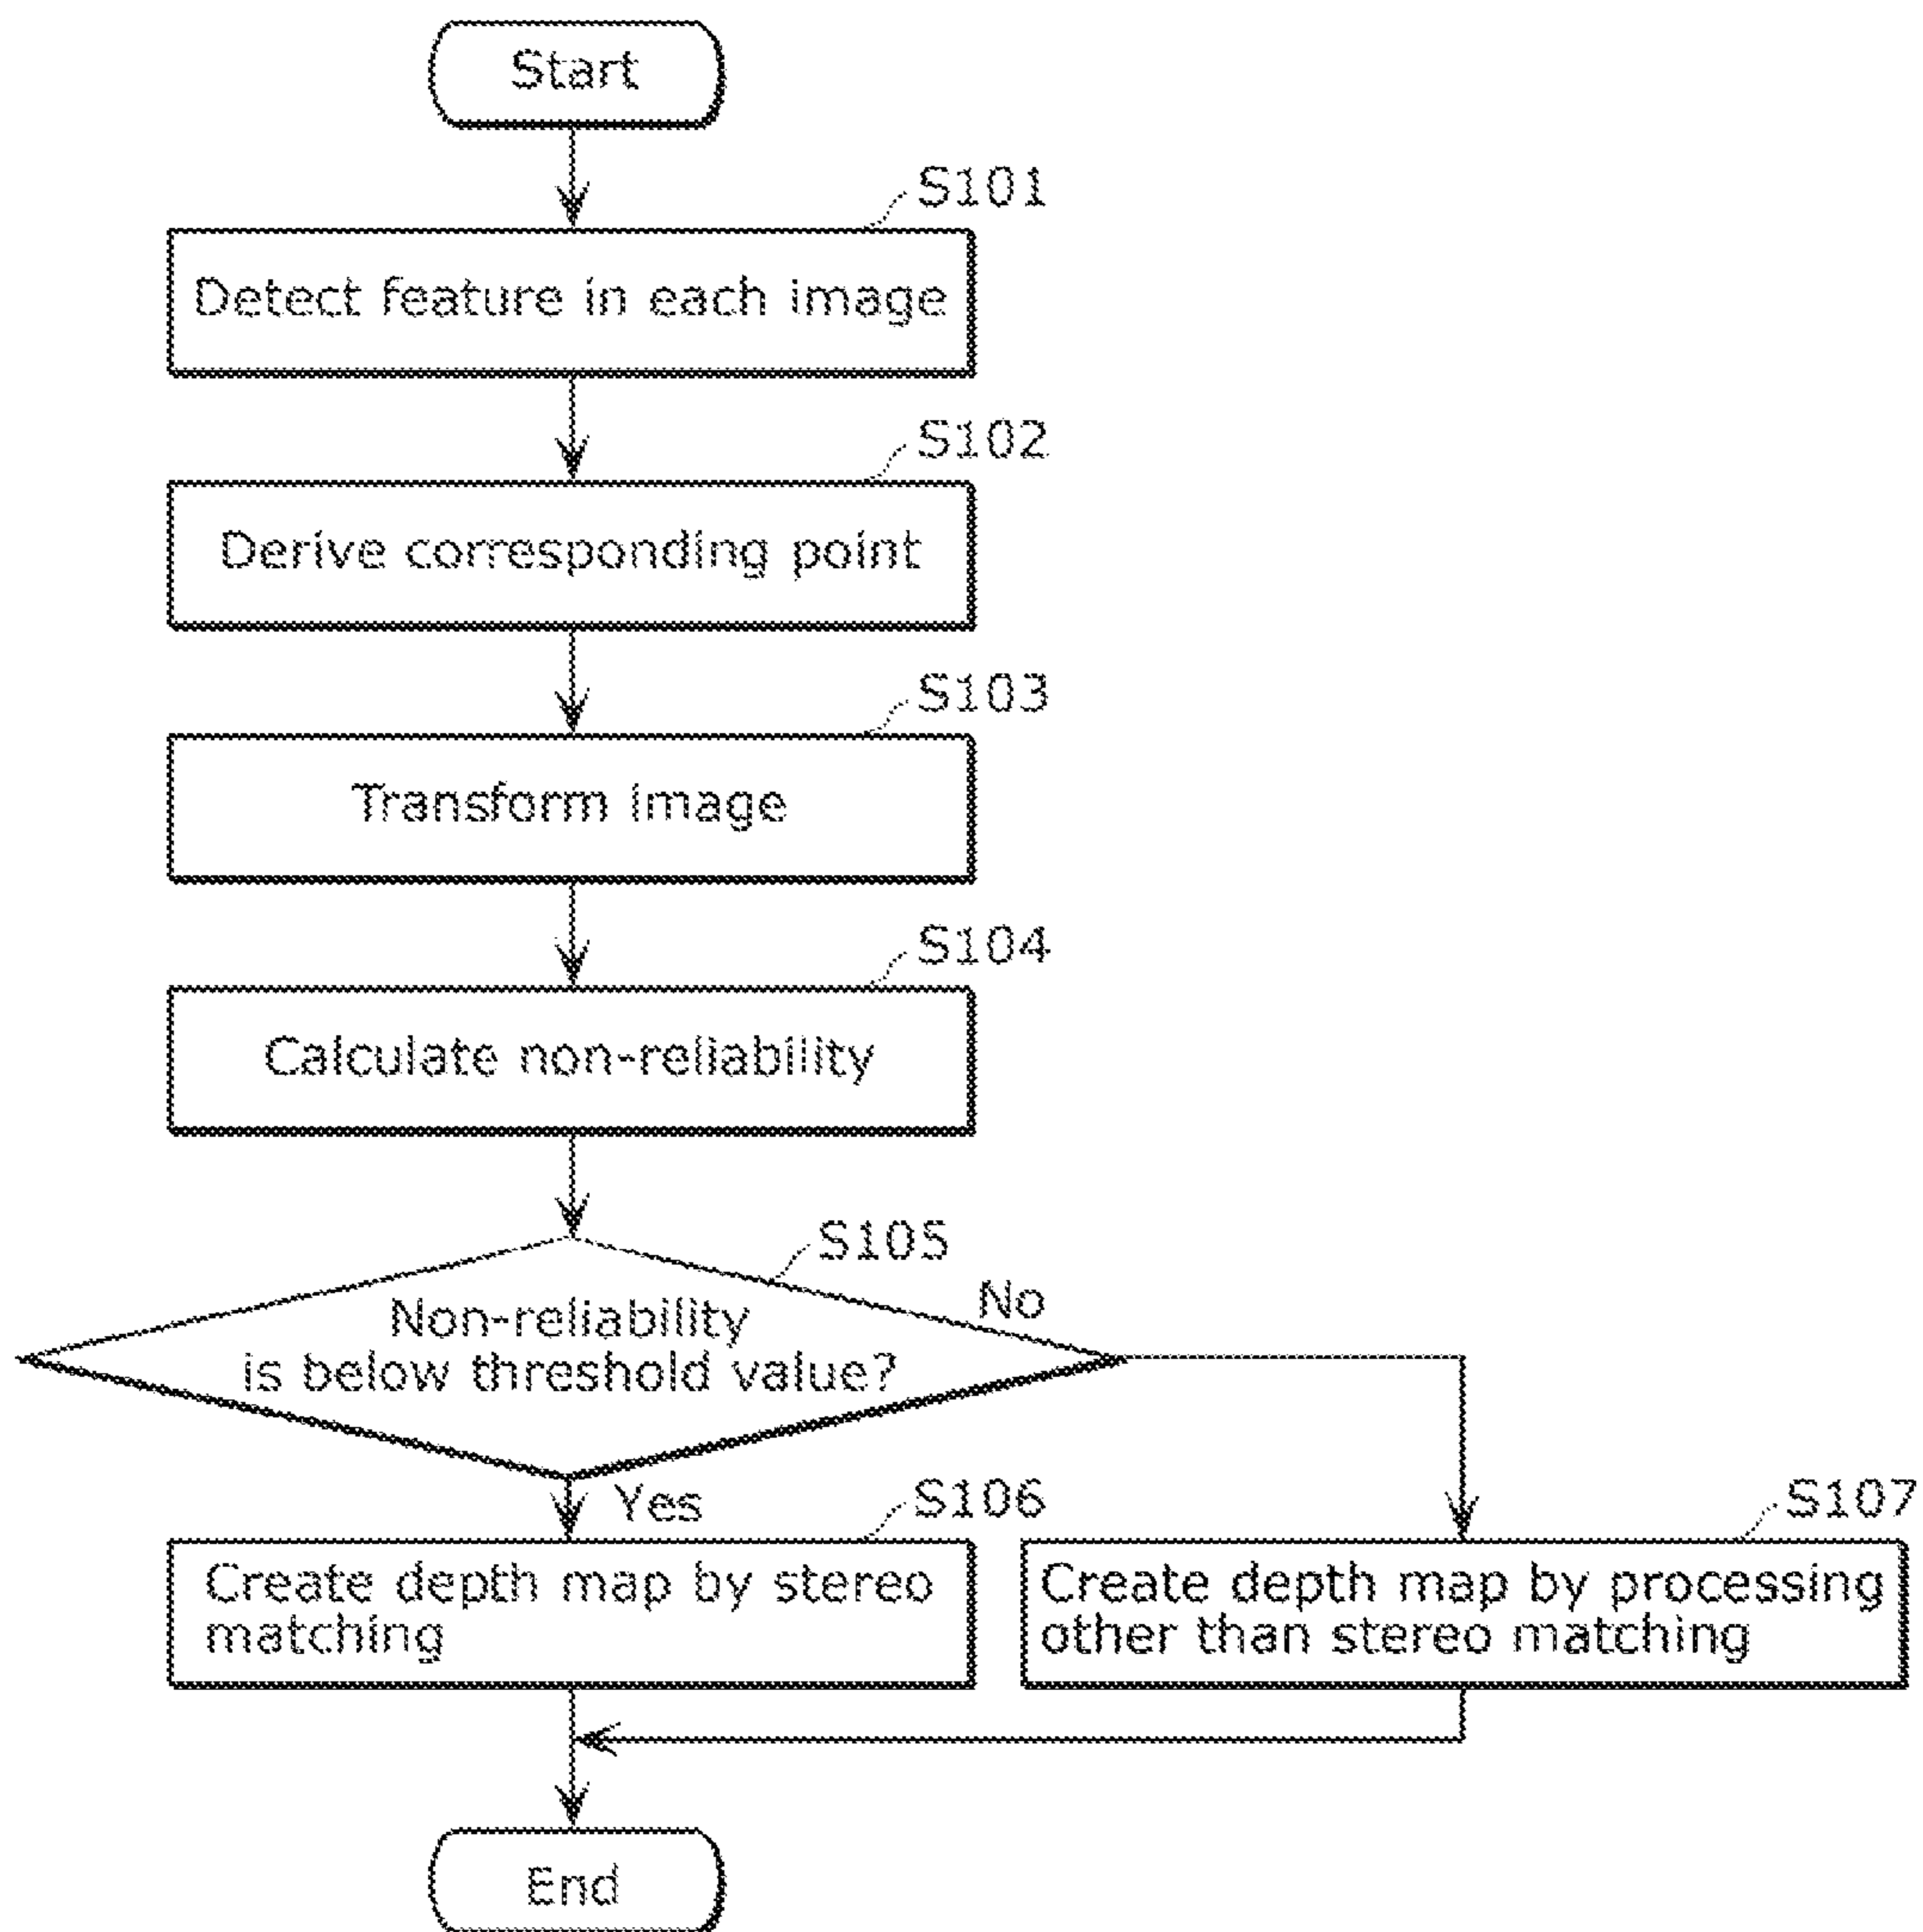 Start
S101
Detect feature in each image
S102
Derive corresponding point
S103
Transform image
S104
Calculate non-reliability
S105
Non-reliability
is below threshold value?
No
Yes
S106
Create depth map by stereo
matching
S107
Create depth map by processing
other than stereo matching
End